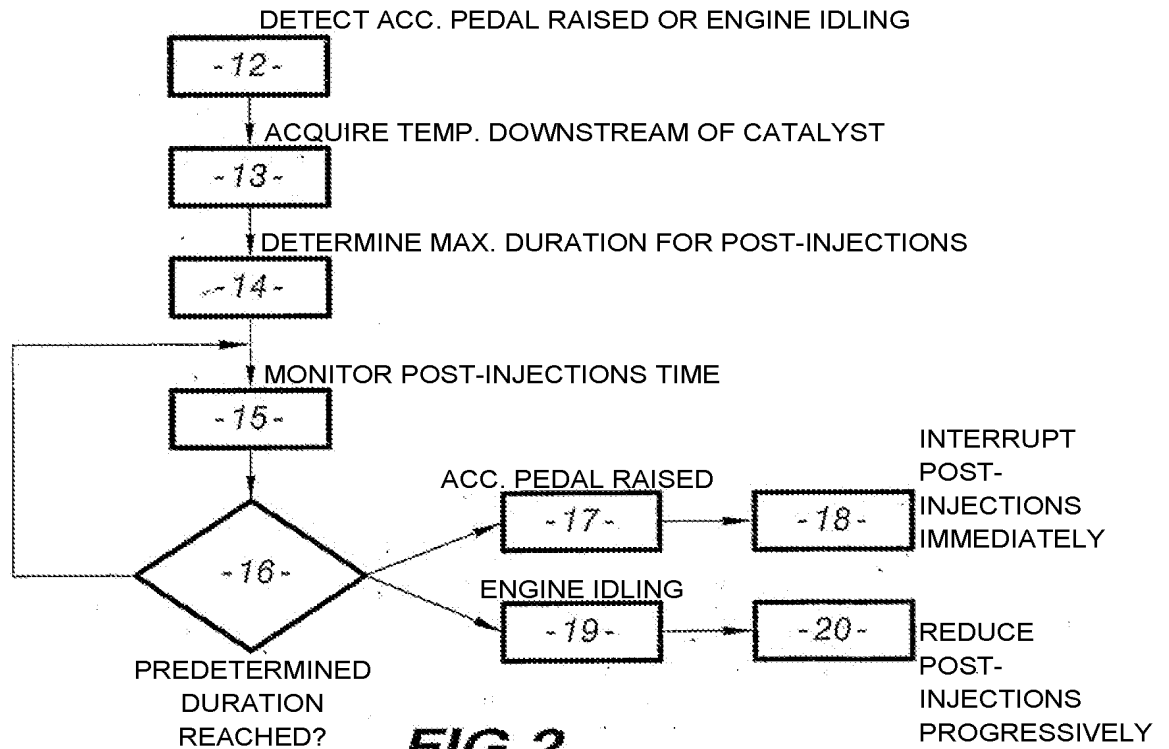 DETECT ACC. PEDAL RAISED OR ENGINE IDLING
-12-
ACQUIRE TEMP. DOWNSTREAM OF CATALYST
-13-
DETERMINE MAX. DURATION FOR POST-INJECTIONS
-14-
MONITOR POST-INJECTIONS TIME
-15-
-16-
PREDETERMINED
DURATION
REACHED?
ACC. PEDAL RAISED
-17-
-18-
INTERRUPT
POST-
INJECTIONS
IMMEDIATELY
ENGINE IDLING
-19-
-20-
REDUCE
POST-
INJECTIONS
PROGRESSIVELY
FIG.2